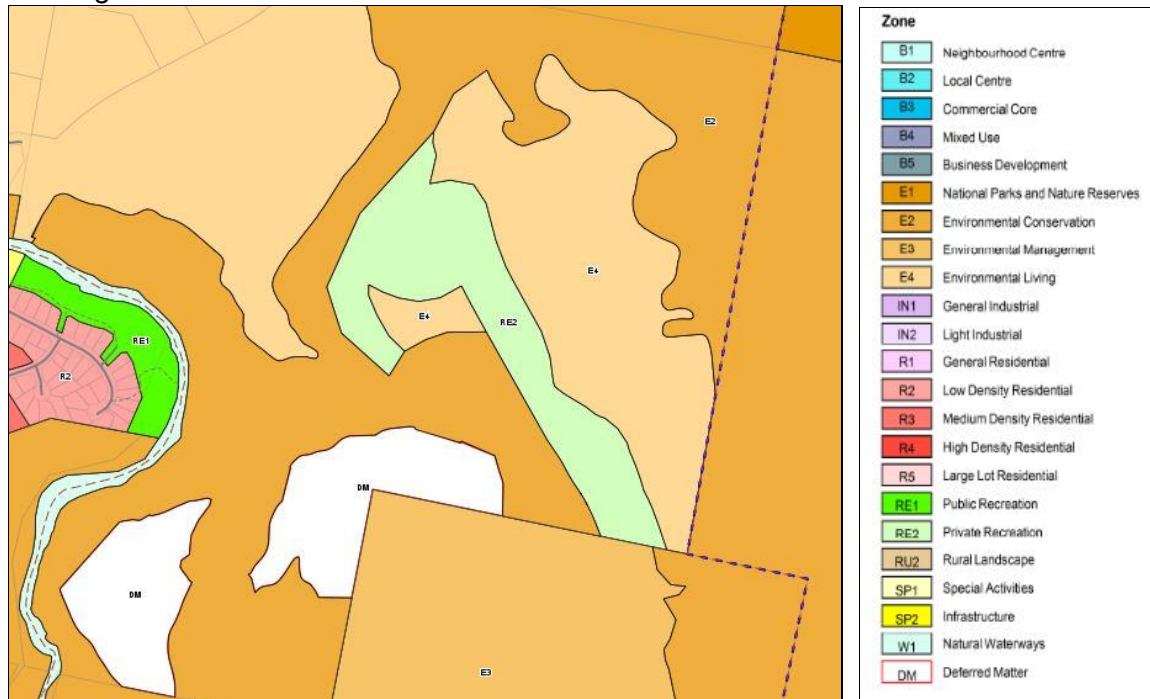 E2
E4
E4
RE2
RE1
R2
DM
DM
E3
Zone
B1 Neighbourhood Centre
B2 Local Centre
B3 Commercial Core
B4 Mixed Use
B5 Business Development
E1 National Parks and Nature Reserves
E2 Environmental Conservation
E3 Environmental Management
E4 Environmental Living
IN1 General Industrial
IN2 Light Industrial
R1 General Residential
R2 Low Density Residential
R3 Medium Density Residential
R4 High Density Residential
R5 Large Lot Residential
RE1 Public Recreation
RE2 Private Recreation
RU2 Rural Landscape
SP1 Special Activities
SP2 Infrastructure
W1 Natural Waterways
DM Deferred Matter